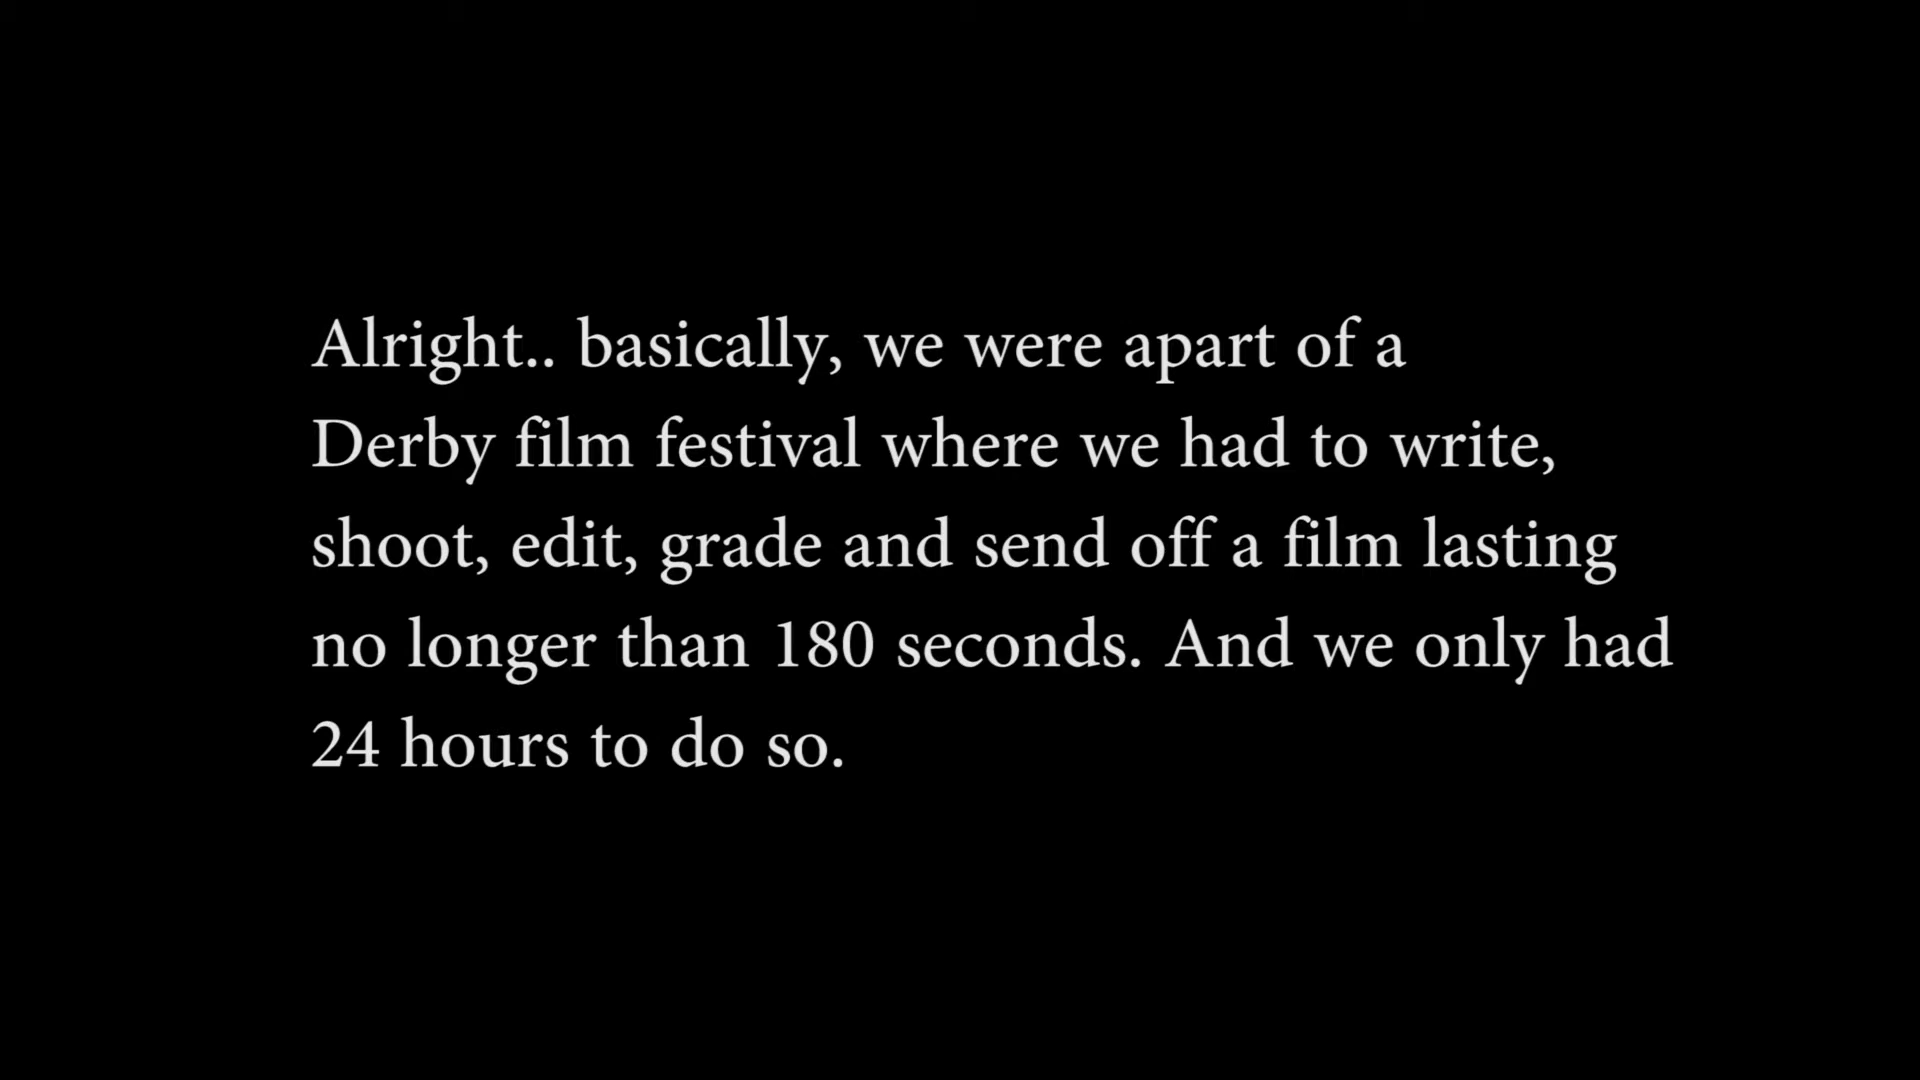 Alright.. basically, we were apart of a
Derby film festival where we had to write,
shoot, edit, grade and send off a film lasting
no longer than 180 seconds. And we only had
24 hours to do so.